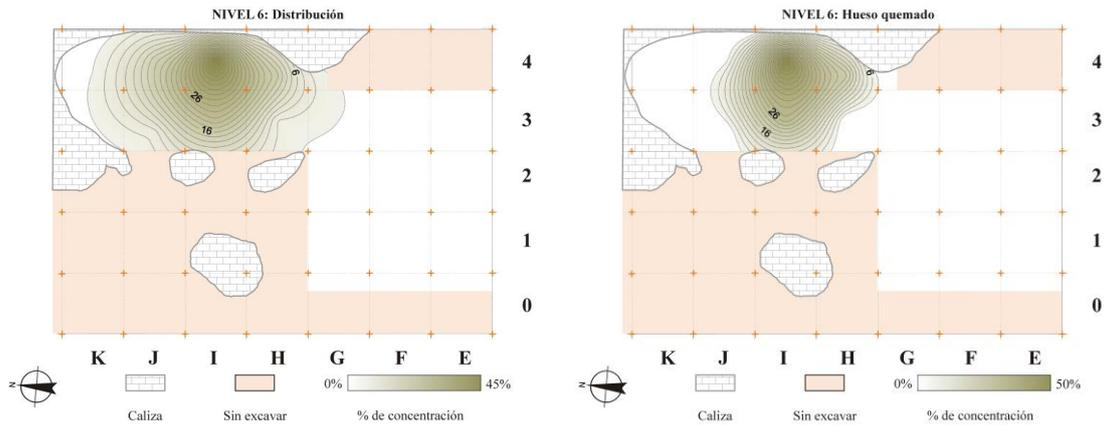 NIVEL 6: Distribución
4
3
2
1
0
6
26
16
K J I H G F E
N
0% 45%
Caliza
Sin excavar
% de concentración
NIVEL 6: Hueso quemado
4
3
2
1
0
6
26
16
K J I H G F E
N
0% 50%
Caliza
Sin excavar
% de concentración